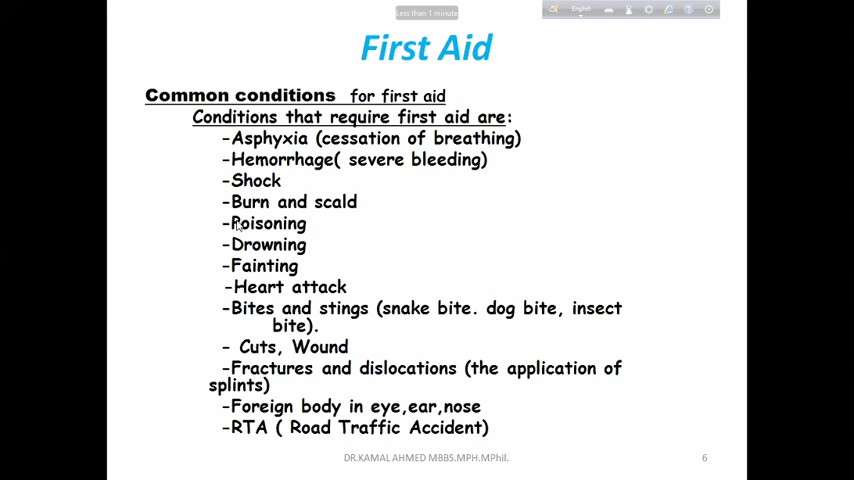 Less than 1 minute
English
First Aid
Common conditions for first aid
Conditions that require first aid are:
-Asphyxia (cessation of breathing)
-Hemorrhage( severe bleeding)
-Shock
-Burn and scald
-Poisoning
-Drowning
-Fainting
-Heart attack
-Bites and stings (snake bite. dog bite, insect
bite).
- Cuts, Wound
-Fractures and dislocations (the application of
splints)
-Foreign body in eye,ear,nose
-RTA ( Road Traffic Accident)
DR.KAMAL AHMED MBBS.MPH.MPhil.
6